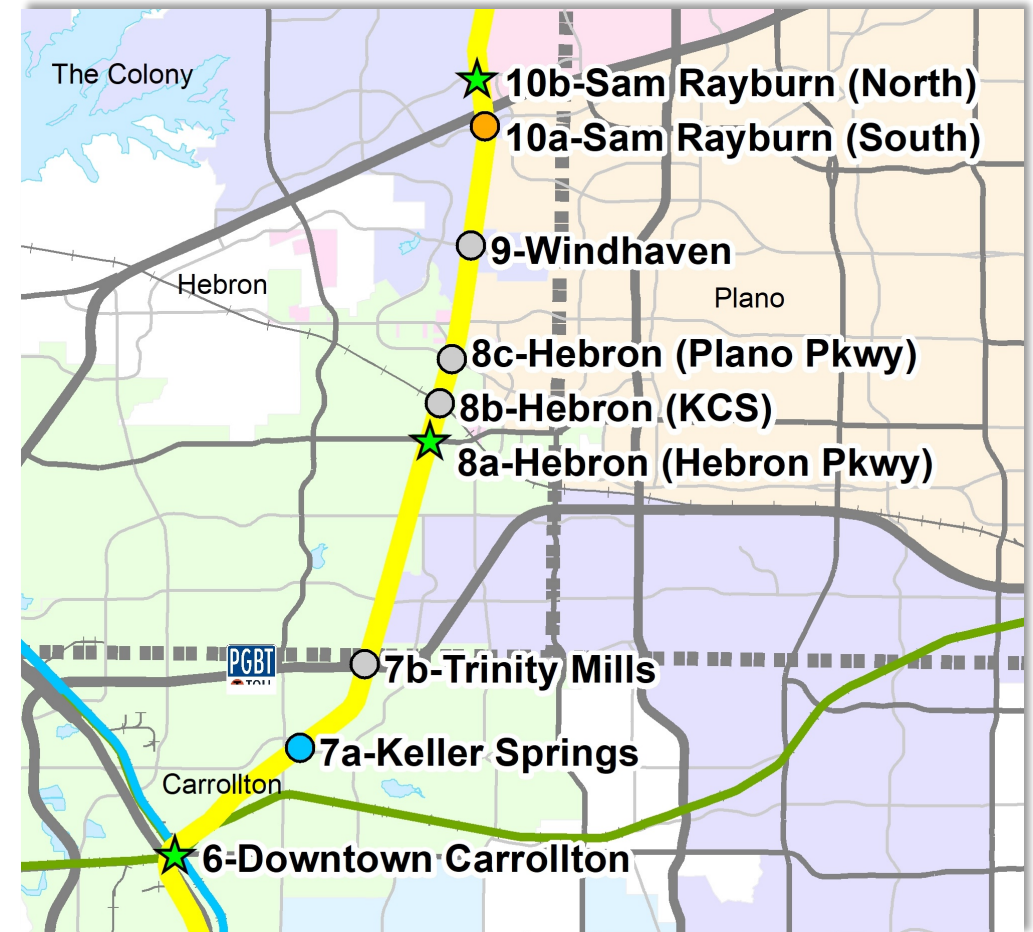 The Colony
10b-Sam Rayburn (North)
10a-Sam Rayburn (South)
9-Windhaven
Hebron
Plano
8c-Hebron (Plano Pkwy)
8b-Hebron (KCS)
8a-Hebron (Hebron Pkwy)
PGBT
TOLL
7b-Trinity Mills
7a-Keller Springs
Carrollton
6-Downtown Carrollton